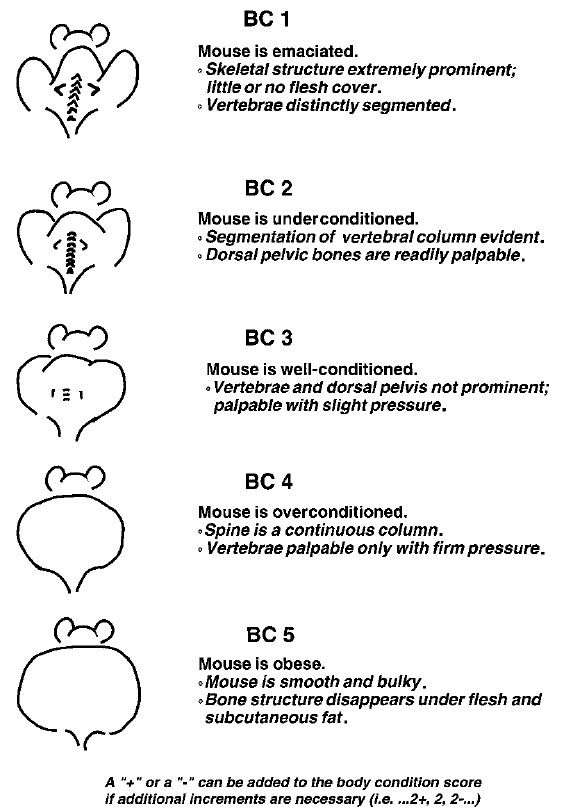 BC 1
Mouse is emaciated.
◦ Skeletal structure extremely prominent;
little or no flesh cover.
◦ Vertebrae distinctly segmented.
BC 2
Mouse is underconditioned.
◦ Segmentation of vertebral column evident.
◦ Dorsal pelvic bones are readily palpable.
BC 3
Mouse is well-conditioned.
◦ Vertebrae and dorsal pelvis not prominent;
palpable with slight pressure.
BC 4
Mouse is overconditioned.
◦ Spine is a continuous column.
◦ Vertebrae palpable only with firm pressure.
BC 5
Mouse is obese.
◦ Mouse is smooth and bulky.
◦ Bone structure disappears under flesh and
subcutaneous fat.
A "+" or a "-" can be added to the body condition score
if additional increments are necessary (i.e. ...2+, 2, 2-...)